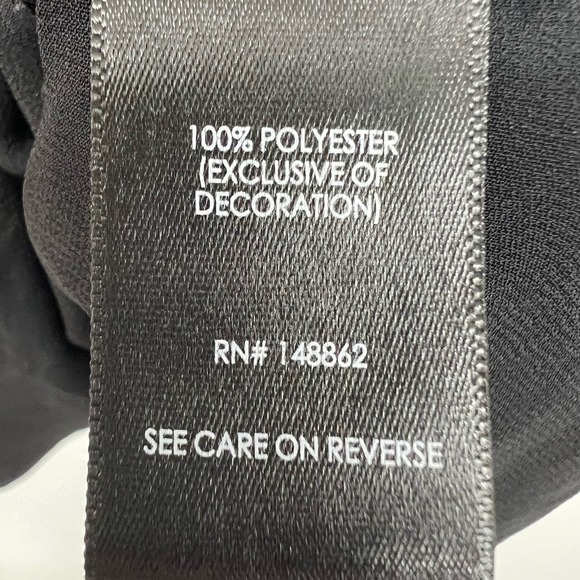 100% POLYESTER
(EXCLUSIVE OF
DECORATION)
RN# 148862
SEE CARE ON REVERSE